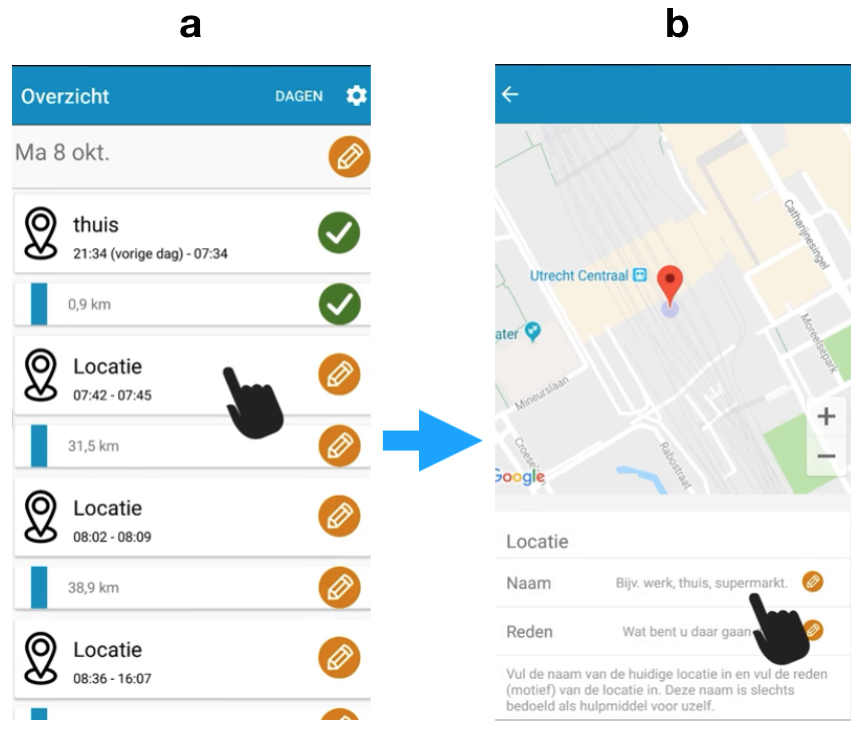 a
b
Overzicht
DAGEN
Ma 8 okt.
thuis
21:34 (vorige dag) - 07:34
0,9 km
Locatie
07:42 - 07:45
31,5 km
Locatie
08:02 - 08:09
38,9 km
Locatie
08:36 - 16:07
Catharijnesingel
Utrecht Centraal
ater
Moreelsepark
Mineurslaan
Rabostraat
Google
+
−
Locatie
Naam
Bijv. werk, thuis, supermarkt.
Reden
Wat bent u daar gaan
Vul de naam van de huidige locatie in en vul de reden
(motief) van de locatie in. Deze naam is slechts
bedoeld als hulpmiddel voor uzelf.